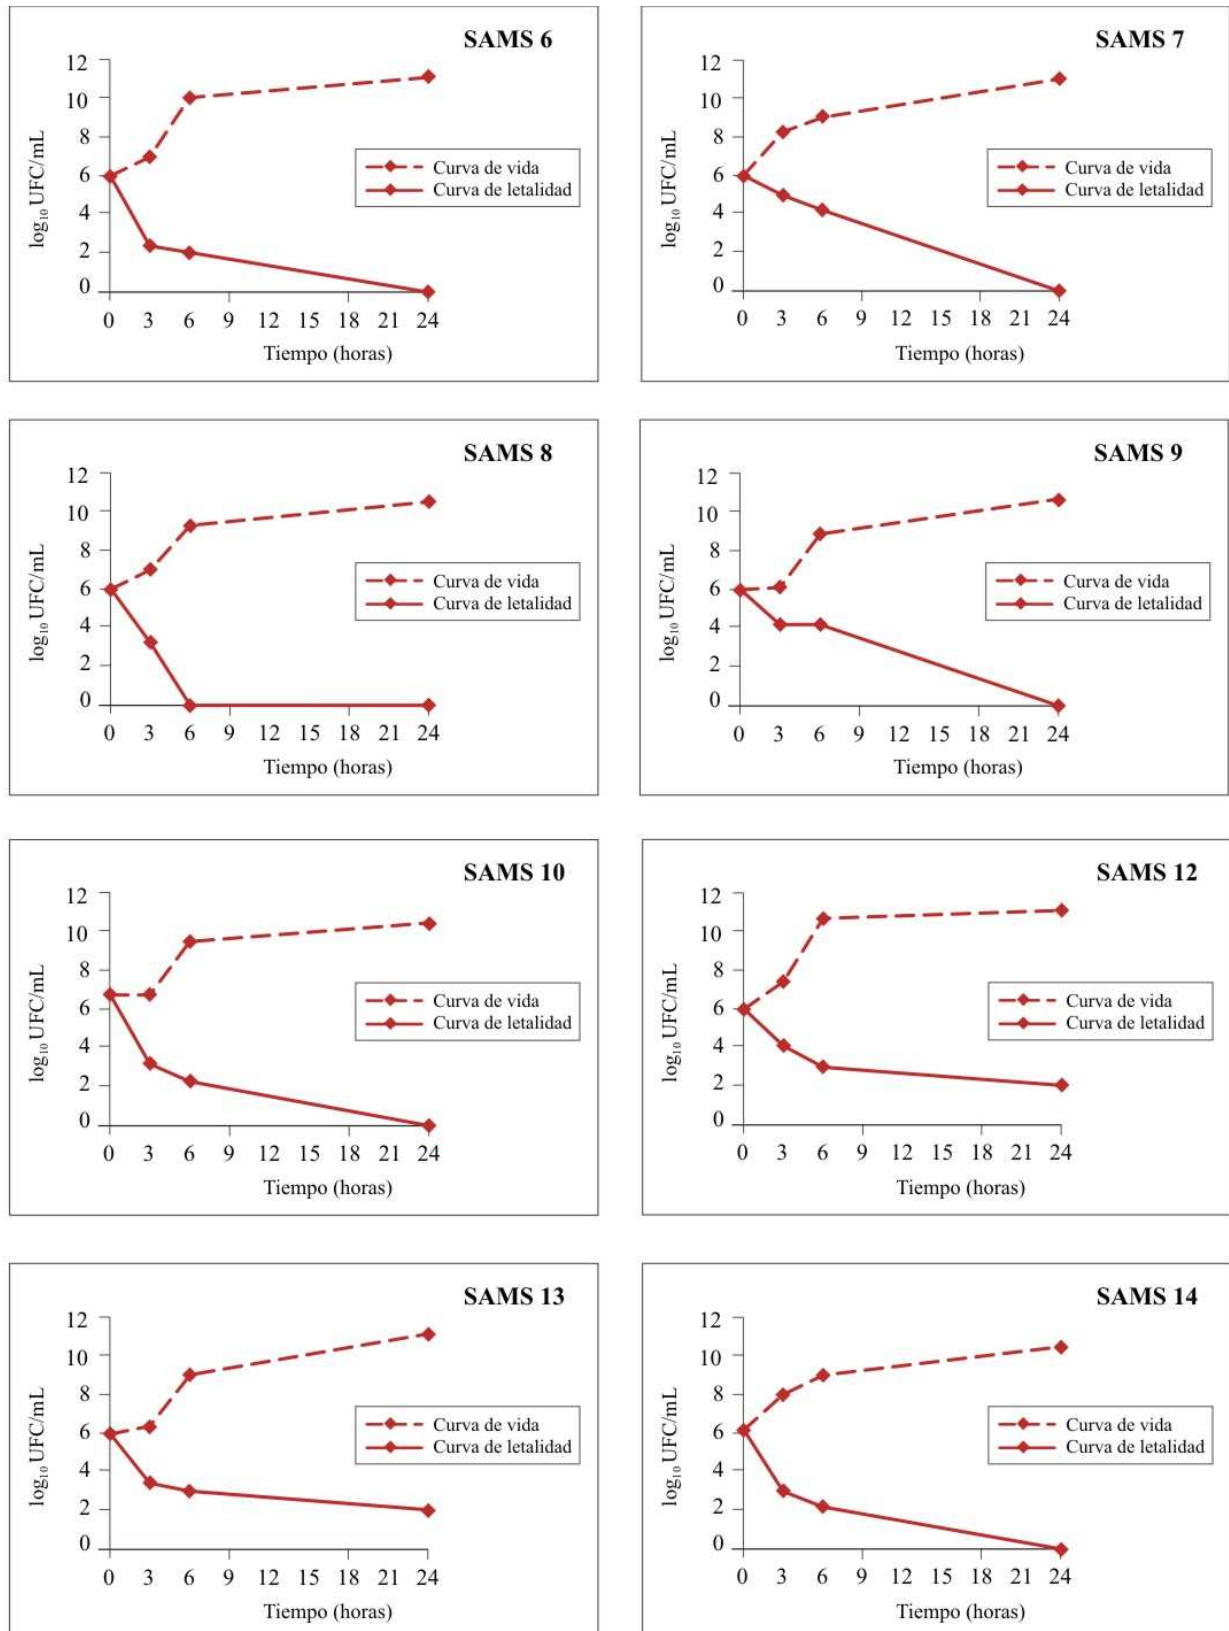 SAMS 6
12
10
8
6
4
2
0
log₁₀ UFC/mL
Curva de vida
Curva de letalidad
0 3 6 9 12 15 18 21 24
Tiempo (horas)
SAMS 7
12
10
8
6
4
2
0
log₁₀ UFC/mL
Curva de vida
Curva de letalidad
0 3 6 9 12 15 18 21 24
Tiempo (horas)
SAMS 8
12
10
8
6
4
2
0
log₁₀ UFC/mL
Curva de vida
Curva de letalidad
0 3 6 9 12 15 18 21 24
Tiempo (horas)
SAMS 9
12
10
8
6
4
2
0
log₁₀ UFC/mL
Curva de vida
Curva de letalidad
0 3 6 9 12 15 18 21 24
Tiempo (horas)
SAMS 10
12
10
8
6
4
2
0
log₁₀ UFC/mL
Curva de vida
Curva de letalidad
0 3 6 9 12 15 18 21 24
Tiempo (horas)
SAMS 12
12
10
8
6
4
2
0
log₁₀ UFC/mL
Curva de vida
Curva de letalidad
0 3 6 9 12 15 18 21 24
Tiempo (horas)
SAMS 13
12
10
8
6
4
2
0
log₁₀ UFC/mL
Curva de vida
Curva de letalidad
0 3 6 9 12 15 18 21 24
Tiempo (horas)
SAMS 14
12
10
8
6
4
2
0
log₁₀ UFC/mL
Curva de vida
Curva de letalidad
0 3 6 9 12 15 18 21 24
Tiempo (horas)